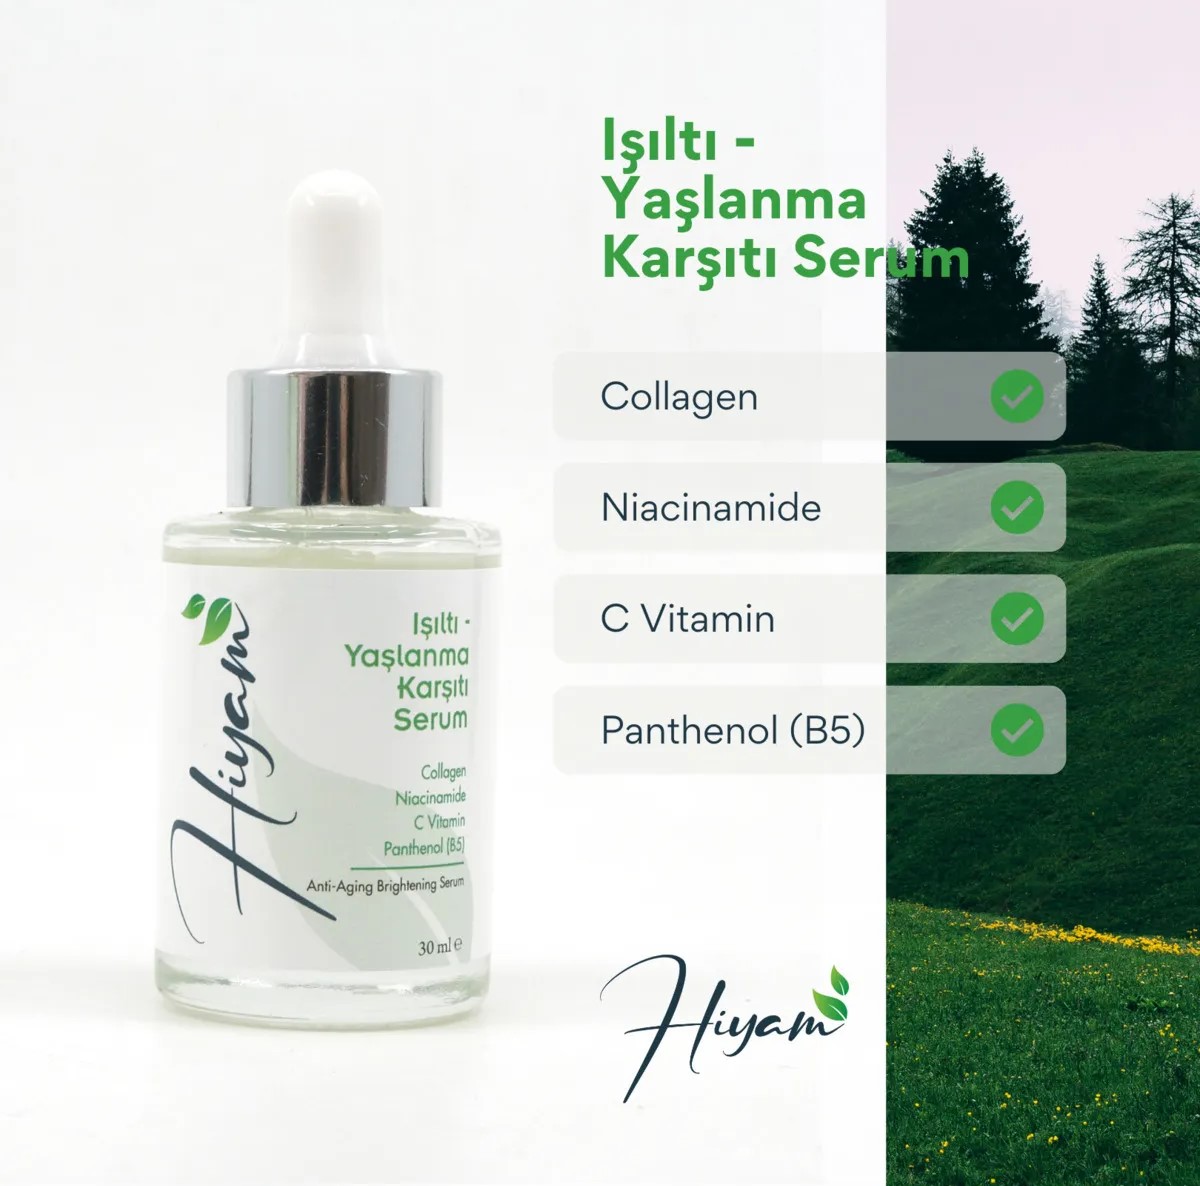 Işıltı -
Yaşlanma
Karşıtı Serum
Collagen
Niacinamide
C Vitamin
Panthenol (B5)
Hiyam
Işıltı -
Yaşlanma
Karşıtı
Serum
Collagen
Niacinamide
C Vitamin
Panthenol (B5)
Anti-Aging Brightening Serum
30 ml ℮
Hiyam